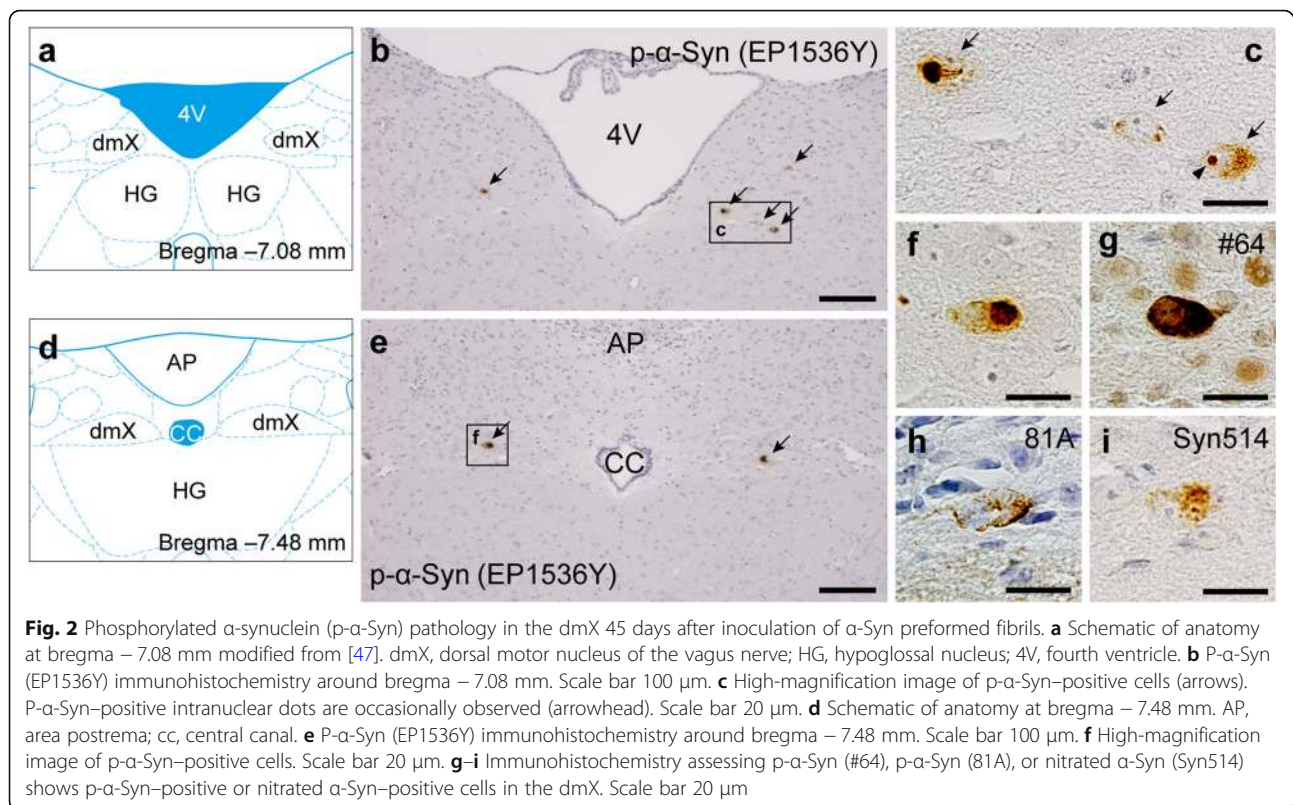 a
4V
dmX
dmX
HG
HG
Bregma –7.08 mm
b
p-α-Syn (EP1536Y)
4V
c
c
d
AP
dmX
CC
dmX
HG
Bregma –7.48 mm
e
AP
f
CC
p-α-Syn (EP1536Y)
f
g
#64
h
81A
i
Syn514
Fig. 2 Phosphorylated α-synuclein (p-α-Syn) pathology in the dmX 45 days after inoculation of α-Syn preformed fibrils. a Schematic of anatomy
at bregma − 7.08 mm modified from [47]. dmX, dorsal motor nucleus of the vagus nerve; HG, hypoglossal nucleus; 4V, fourth ventricle. b P-α-Syn
(EP1536Y) immunohistochemistry around bregma − 7.08 mm. Scale bar 100 μm. c High-magnification image of p-α-Syn–positive cells (arrows).
P-α-Syn–positive intranuclear dots are occasionally observed (arrowhead). Scale bar 20 μm. d Schematic of anatomy at bregma − 7.48 mm. AP,
area postrema; cc, central canal. e P-α-Syn (EP1536Y) immunohistochemistry around bregma − 7.48 mm. Scale bar 100 μm. f High-magnification
image of p-α-Syn–positive cells. Scale bar 20 μm. g–i Immunohistochemistry assessing p-α-Syn (#64), p-α-Syn (81A), or nitrated α-Syn (Syn514)
shows p-α-Syn–positive or nitrated α-Syn–positive cells in the dmX. Scale bar 20 μm